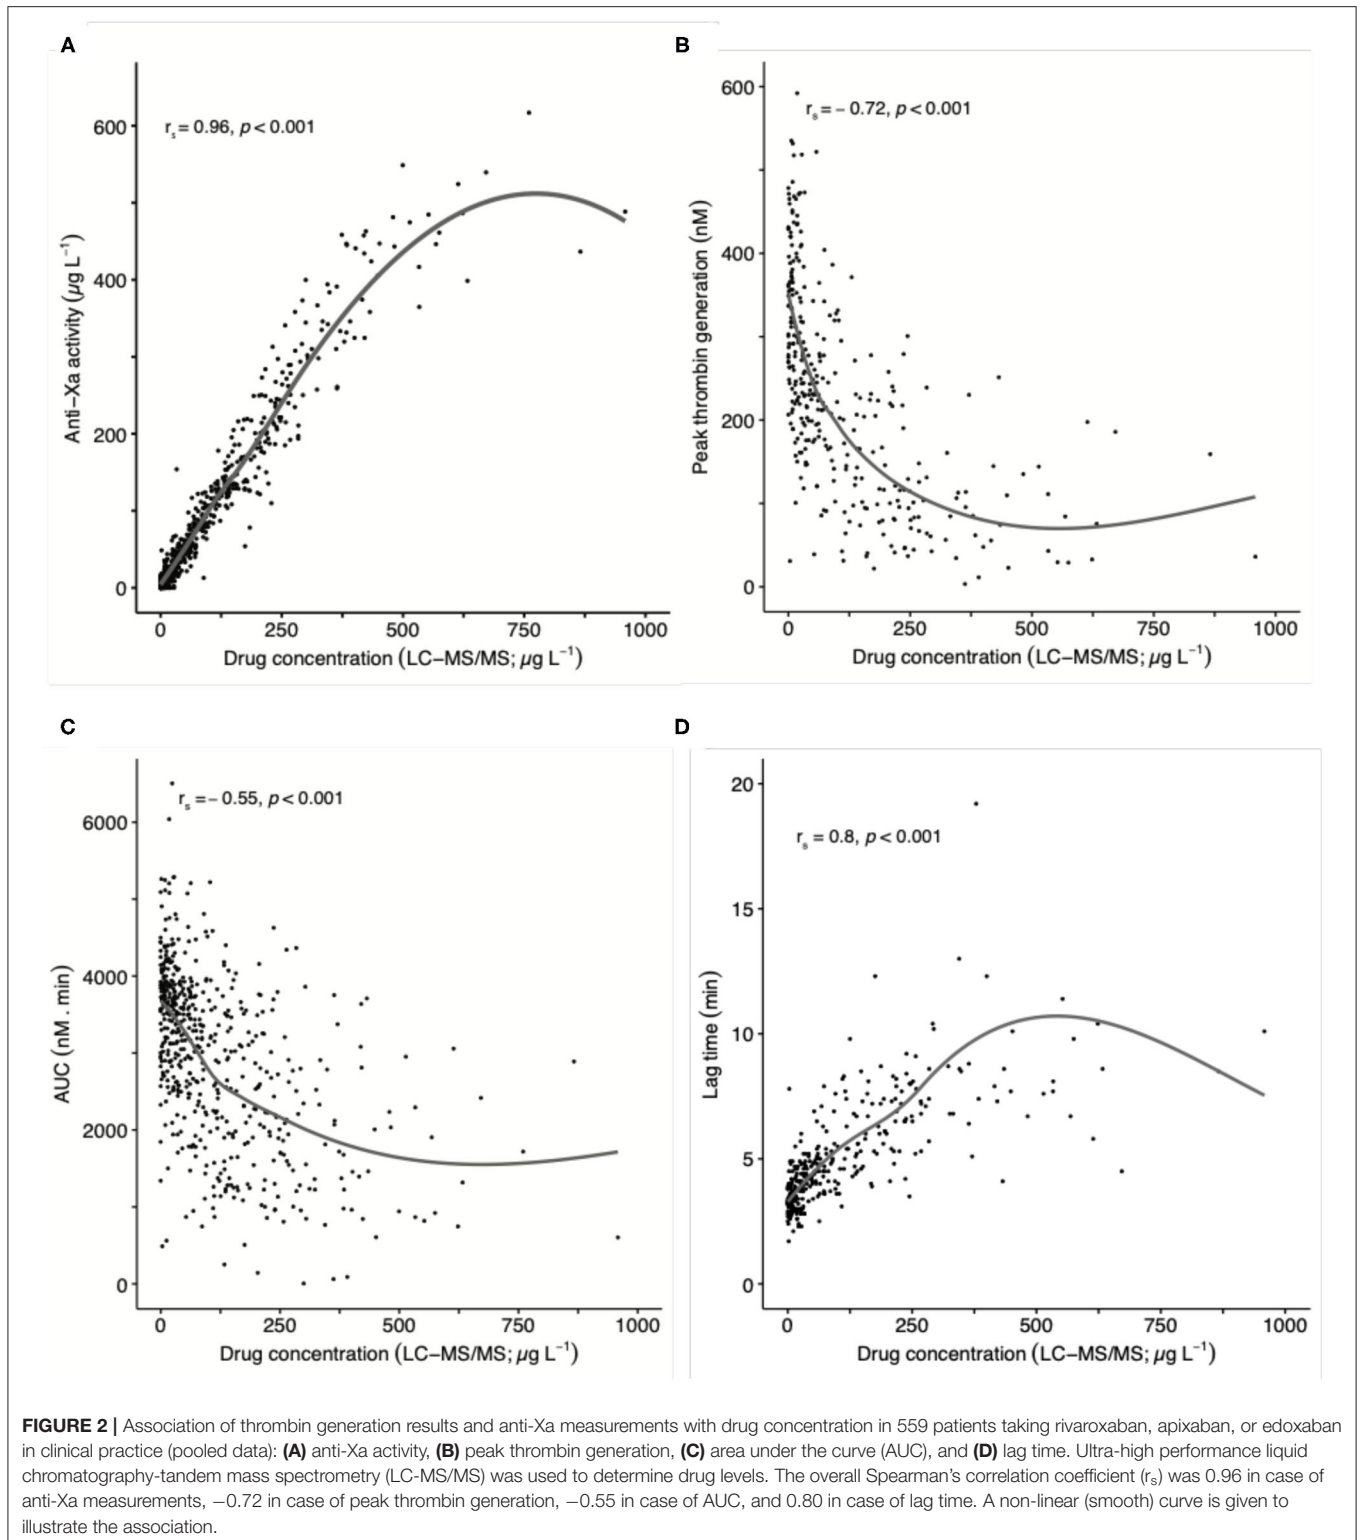 A
r_s = 0.96, p < 0.001
Anti−Xa activity (µg L⁻¹)
600
400
200
0
0 250 500 750 1000
Drug concentration (LC−MS/MS; µg L⁻¹)
B
r_s = − 0.72, p < 0.001
Peak thrombin generation (nM)
600
400
200
0
0 250 500 750 1000
Drug concentration (LC−MS/MS; µg L⁻¹)
C
r_s = − 0.55, p < 0.001
AUC (nM . min)
6000
4000
2000
0
0 250 500 750 1000
Drug concentration (LC−MS/MS; µg L⁻¹)
D
r_s = 0.8, p < 0.001
Lag time (min)
20
15
10
5
0
0 250 500 750 1000
Drug concentration (LC−MS/MS; µg L⁻¹)
FIGURE 2 | Association of thrombin generation results and anti-Xa measurements with drug concentration in 559 patients taking rivaroxaban, apixaban, or edoxaban
in clinical practice (pooled data): (A) anti-Xa activity, (B) peak thrombin generation, (C) area under the curve (AUC), and (D) lag time. Ultra-high performance liquid
chromatography-tandem mass spectrometry (LC-MS/MS) was used to determine drug levels. The overall Spearman's correlation coefficient (r_s) was 0.96 in case of
anti-Xa measurements, −0.72 in case of peak thrombin generation, −0.55 in case of AUC, and 0.80 in case of lag time. A non-linear (smooth) curve is given to
illustrate the association.